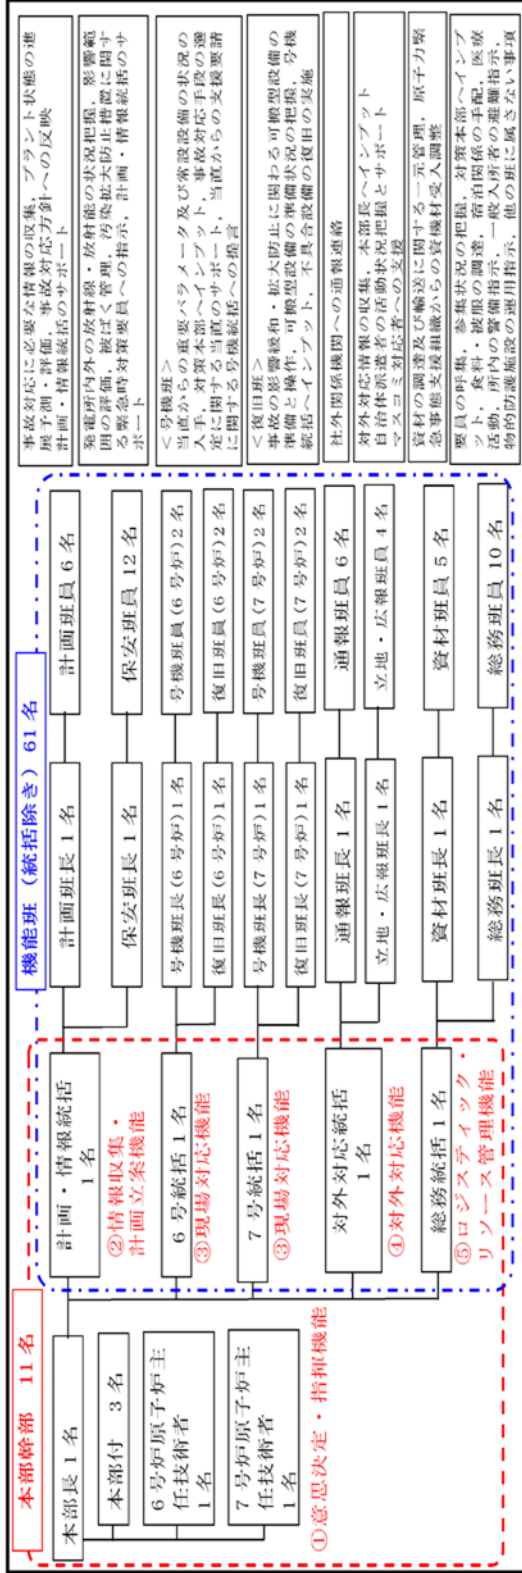 本部幹部 11名
機能班（統括除き）61名
本部長1名
本部付 3名
6号炉原子炉主
任技術者
1名
7号炉原子炉主
任技術者
1名
①意思決定・指揮機能
計画・情報統括
1名
②情報収集・
計画立案機能
6号統括1名
③現場対応機能
7号統括1名
③現場対応機能
対外対応統括
1名
④対外対応機能
総務統括1名
⑤ロジスティック・
リソース管理機能
計画班長1名
保安班長1名
号機班長(6号炉)1名
復旧班長(6号炉)1名
号機班長(7号炉)1名
復旧班長(7号炉)1名
通報班長1名
立地・広報班長1名
資材班長1名
総務班長1名
計画班員6名
保安班員12名
号機班員(6号炉)2名
復旧班員(6号炉)2名
号機班員(7号炉)2名
復旧班員(7号炉)2名
通報班員6名
立地・広報班員4名
資材班員5名
総務班員10名
事故対応に必要な情報の収集，プラント状態の進
展予測・評価，事故対応方針への反映
計画・情報統括のサポート
発電所内外の放射線・放射能の状況把握，影響範
囲の評価，被ばく管理，汚染拡大防止措置に関す
る緊急時対策要員への指示，計画・情報統括のサ
ポート
＜号機班＞
当直からの重要パラメータ及び常設設備の状況の
入手，対策本部へインプット，事故対応手段の選
定に関する当直のサポート，当直からの支援要請
に関する号機統括への提言
＜復旧班＞
事故の影響緩和・拡大防止に関わる可搬型設備の
準備と操作，可搬型設備の準備状況の把握，号機
統括へインプット，不具合設備の復旧の実施
社外関係機関への通報連絡
対外対応情報の収集，本部長へインプット
自治体派遣者の活動状況把握とサポート
マスコミ対応者への支援
資材の調達及び輸送に関する一元管理，原子力緊
急事態支援組織からの資機材受入調整
要員の呼集，参集状況の把握，対策本部へインプ
ット，食料・被服の調達，宿泊関係の手配，医療
活動，所内の警備指示，一般入所者の避難指示，
物的防護施設の運用指示，他の班に属さない事項